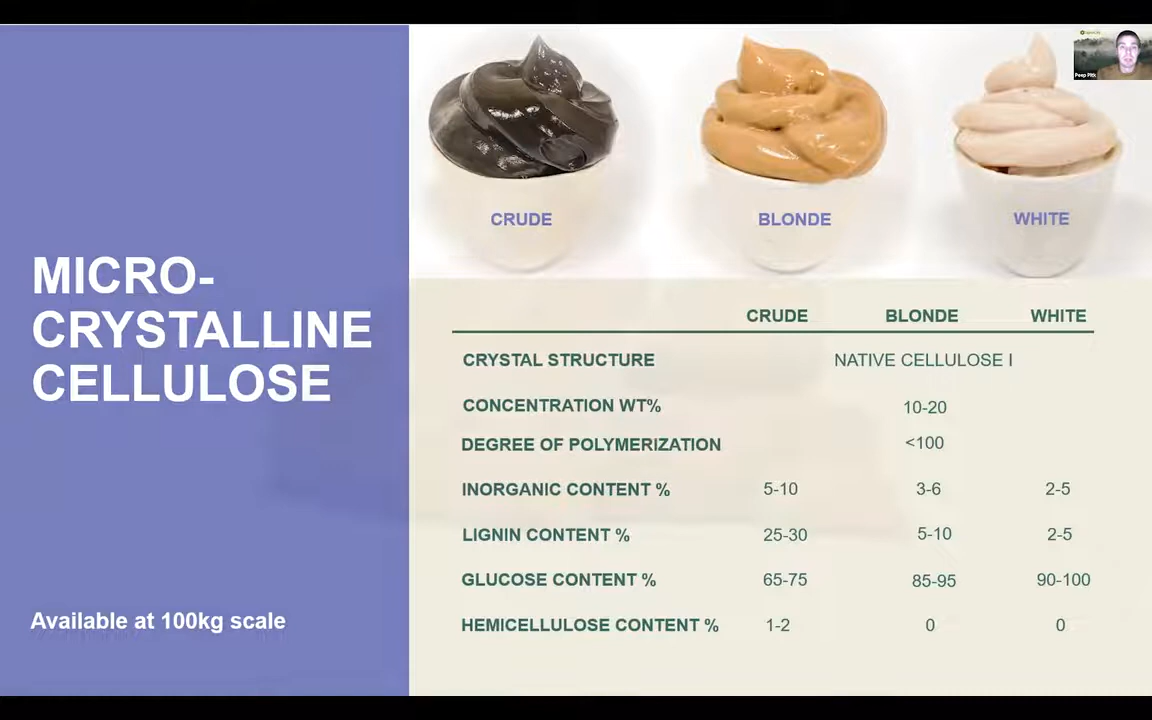 MICRO-
CRYSTALLINE
CELLULOSE
Available at 100kg scale
CRUDE BLONDE WHITE
Peep Pitk
CRUDE BLONDE WHITE
CRYSTAL STRUCTURE NATIVE CELLULOSE I
CONCENTRATION WT% 10-20
DEGREE OF POLYMERIZATION <100
INORGANIC CONTENT % 5-10 3-6 2-5
LIGNIN CONTENT % 25-30 5-10 2-5
GLUCOSE CONTENT % 65-75 85-95 90-100
HEMICELLULOSE CONTENT % 1-2 0 0